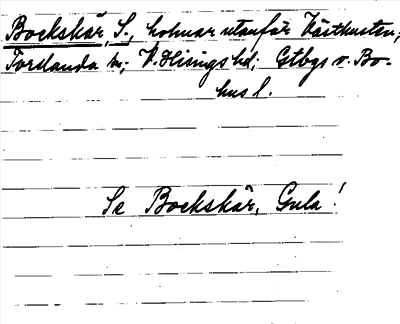 Bockskär, S., holmar utanför Västkusten;
Torslanda sn; V. Hisings hd; Gtbgs o. Bo-
hus l.
Se Bockskär, Gula!